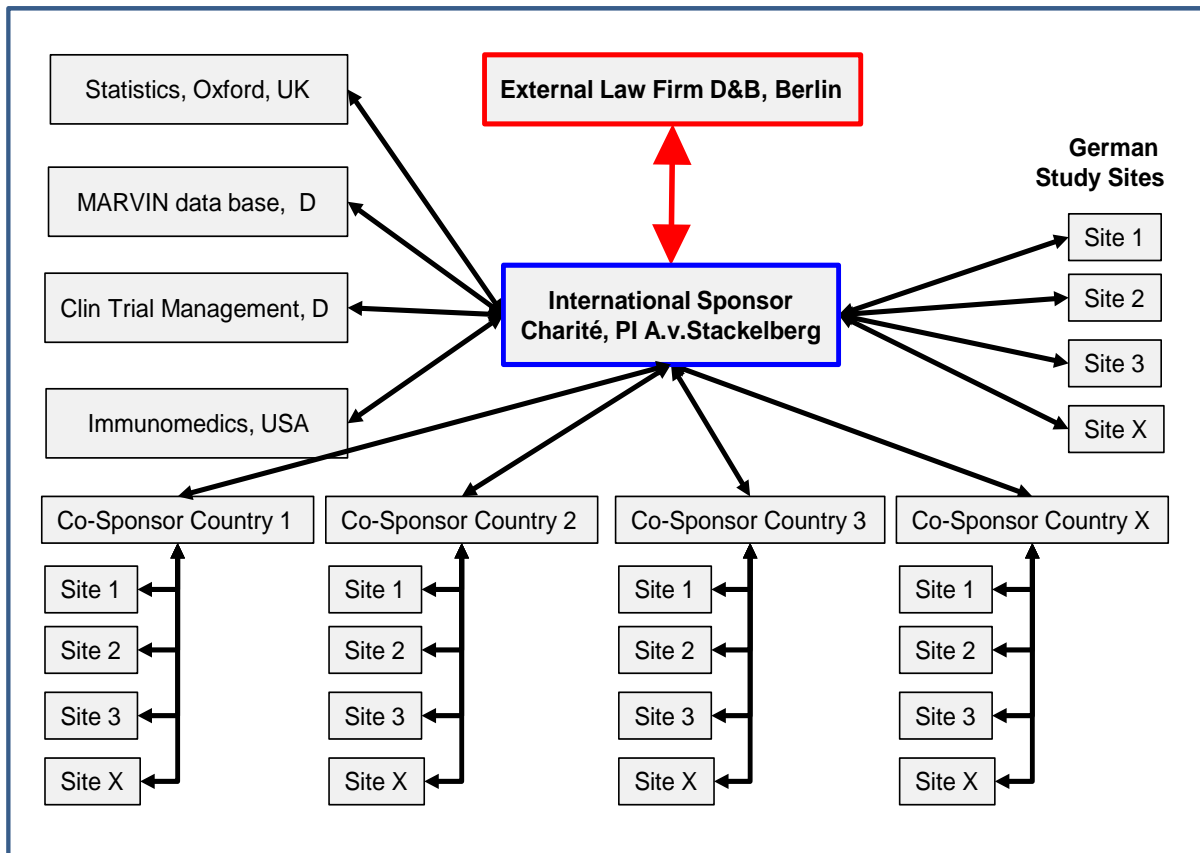 Statistics, Oxford, UK
External Law Firm D&B, Berlin
German
Study Sites
MARVIN data base,  D
Site 1
Clin Trial Management, D
International Sponsor
Charité, PI A.v.Stackelberg
Site 2
Site 3
Immunomedics, USA
Site X
Co-Sponsor Country 1
Co-Sponsor Country 2
Co-Sponsor Country 3
Co-Sponsor Country X
Site 1
Site 2
Site 3
Site X
Site 1
Site 2
Site 3
Site X
Site 1
Site 2
Site 3
Site X
Site 1
Site 2
Site 3
Site X